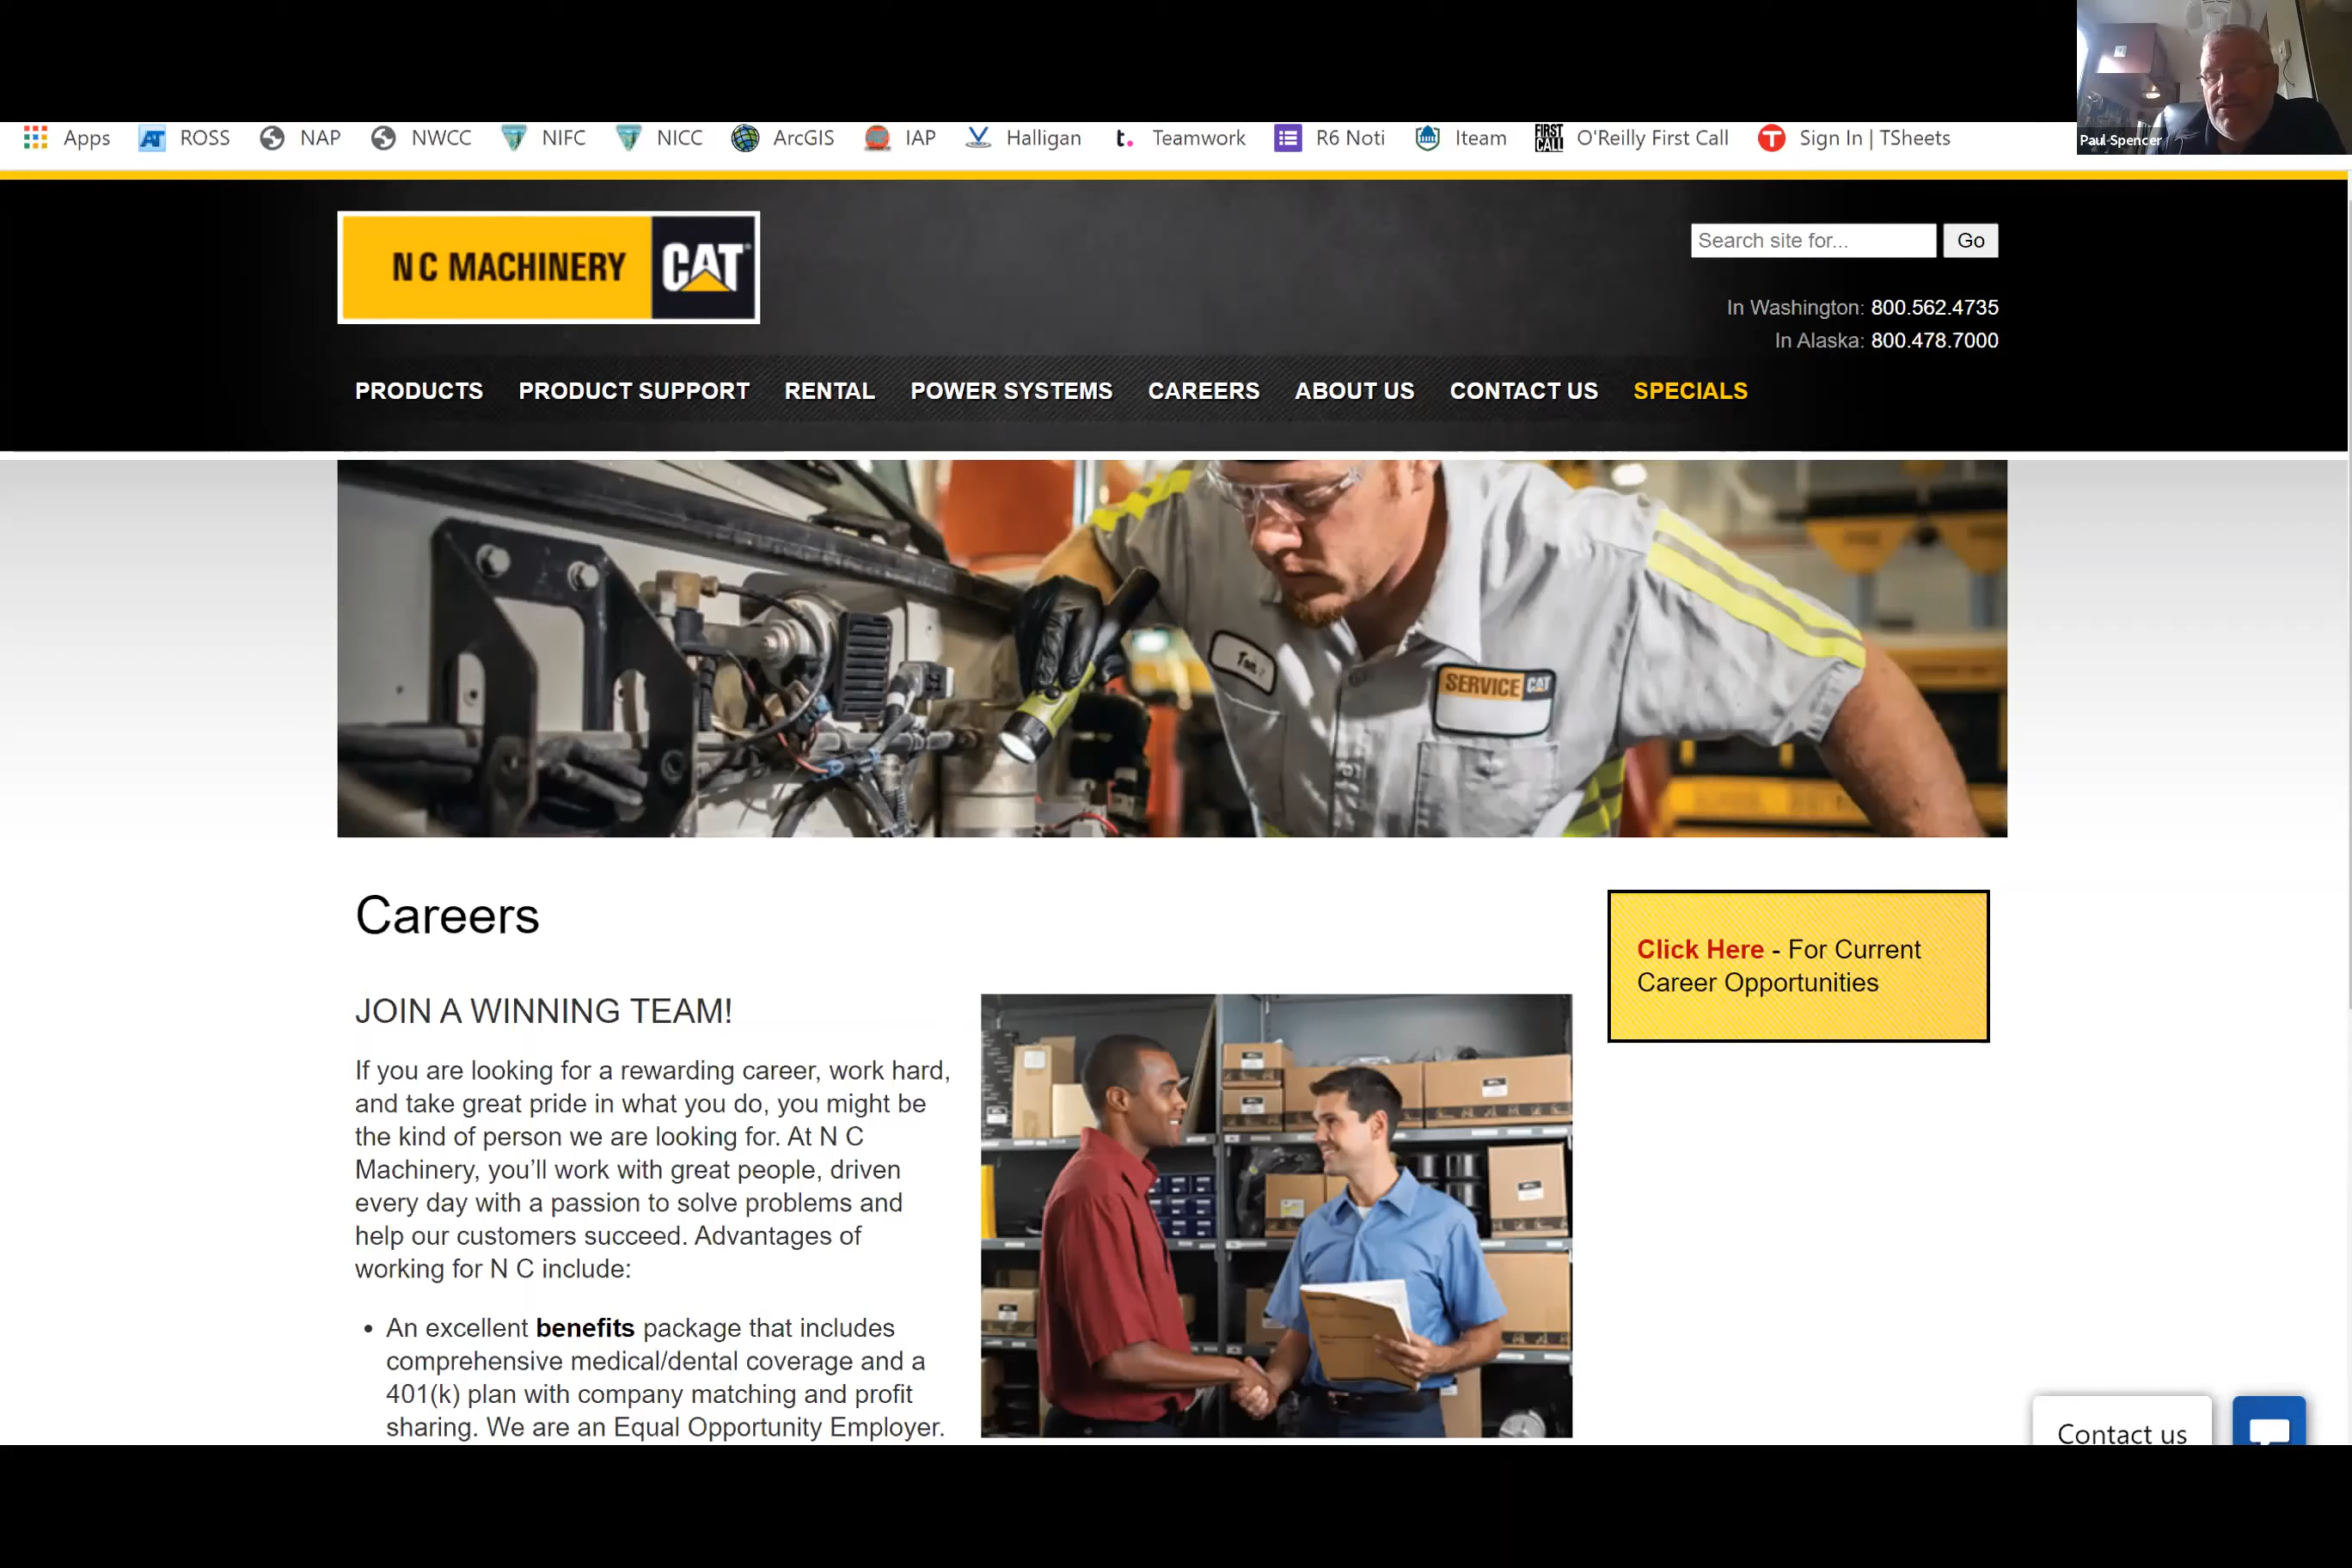 Apps ROSS NAP NWCC NIFC NICC ArcGIS IAP Halligan t. Teamwork R6 Noti Iteam FIRST CALL O'Reilly First Call T Sign In | TSheets
Paul Spencer
N C MACHINERY CAT
Search site for... Go
In Washington: 800.562.4735
In Alaska: 800.478.7000
PRODUCTS PRODUCT SUPPORT RENTAL POWER SYSTEMS CAREERS ABOUT US CONTACT US SPECIALS
SERVICE CAT
Careers
Click Here - For Current
Career Opportunities
JOIN A WINNING TEAM!
If you are looking for a rewarding career, work hard,
and take great pride in what you do, you might be
the kind of person we are looking for. At N C
Machinery, you’ll work with great people, driven
every day with a passion to solve problems and
help our customers succeed. Advantages of
working for N C include:
• An excellent benefits package that includes
comprehensive medical/dental coverage and a
401(k) plan with company matching and profit
sharing. We are an Equal Opportunity Employer.
Contact us